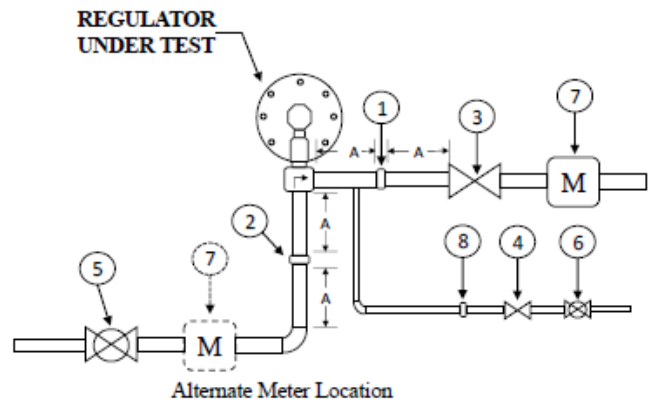 REGULATOR
UNDER TEST
1
3
7
A
A
M
2
A
8
4
6
5
7
A
M
Alternate Meter Location